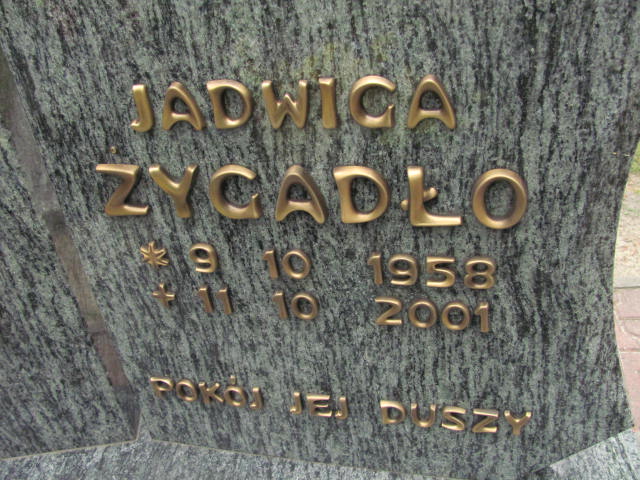 JADWIGA
ŻYGADŁO
* 9 10 1958
✝ 11 10 2001
POKÓJ JEJ DUSZY